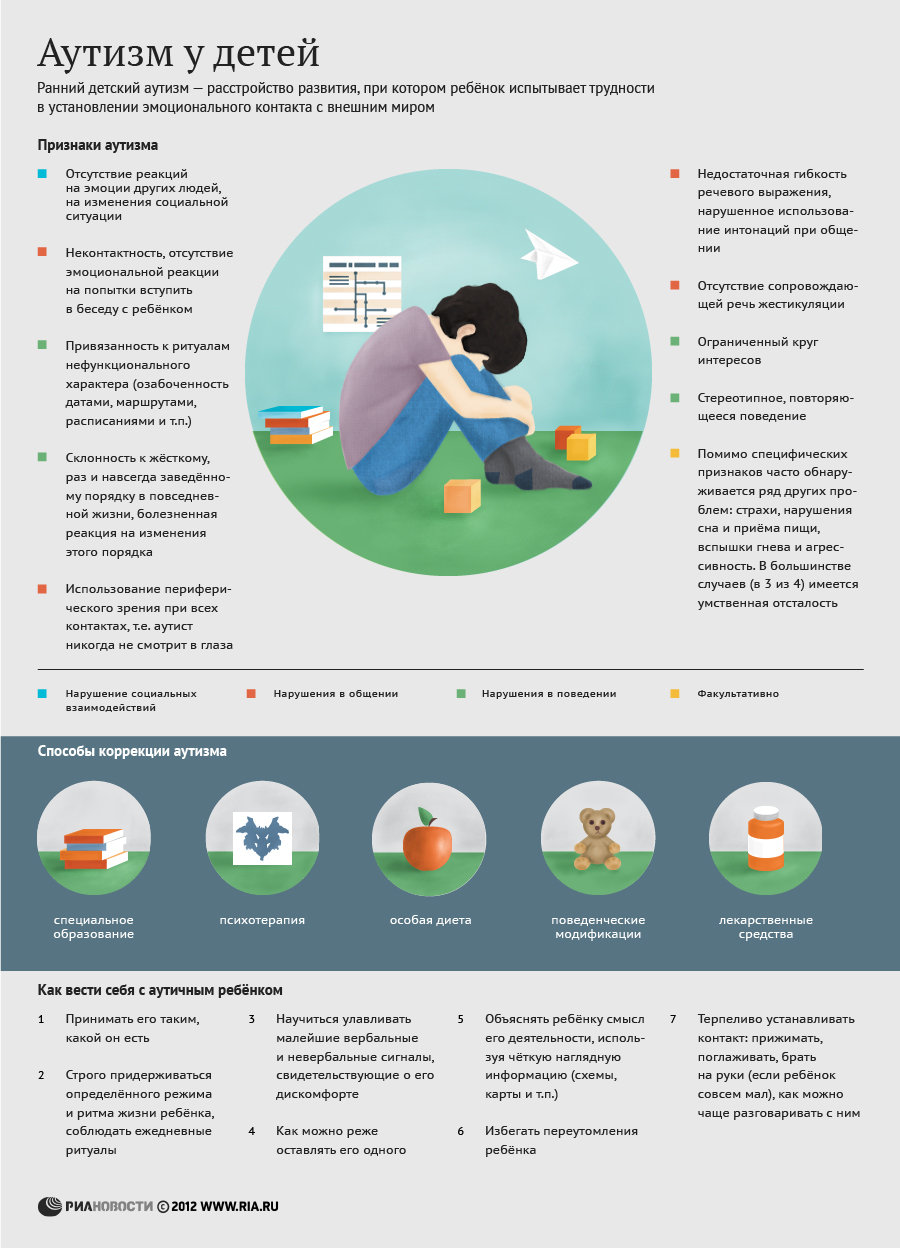 Аутизм у детей
Ранний детский аутизм — расстройство развития, при котором ребёнок испытывает трудности
в установлении эмоционального контакта с внешним миром
Признаки аутизма
Отсутствие реакций
на эмоции других людей,
на изменения социальной
ситуации
Неконтактность, отсутствие
эмоциональной реакции
на попытки вступить
в беседу с ребёнком
Привязанность к ритуалам
нефункционального
характера (озабоченность
датами, маршрутами,
расписаниями и т.п.)
Склонность к жёсткому,
раз и навсегда заведённо-
му порядку в повседнев-
ной жизни, болезненная
реакция на изменения
этого порядка
Использование перифери-
ческого зрения при всех
контактах, т.е. аутист
никогда не смотрит в глаза
Недостаточная гибкость
речевого выражения,
нарушенное использова-
ние интонаций при обще-
нии
Отсутствие сопровождаю-
щей речь жестикуляции
Ограниченный круг
интересов
Стереотипное, повторяю-
щееся поведение
Помимо специфических
признаков часто обнару-
живается ряд других про-
блем: страхи, нарушения
сна и приёма пищи,
вспышки гнева и агрес-
сивность. В большинстве
случаев (в 3 из 4) имеется
умственная отсталость
Нарушение социальных
взаимодействий
Нарушения в общении
Нарушения в поведении
Факультативно
Способы коррекции аутизма
специальное
образование
психотерапия
особая диета
поведенческие
модификации
лекарственные
средства
Как вести себя с аутичным ребёнком
1 Принимать его таким,
какой он есть
2 Строго придерживаться
определённого режима
и ритма жизни ребёнка,
соблюдать ежедневные
ритуалы
3 Научиться улавливать
малейшие вербальные
и невербальные сигналы,
свидетельствующие о его
дискомфорте
4 Как можно реже
оставлять его одного
5 Объяснять ребёнку смысл
его деятельности, исполь-
зуя чёткую наглядную
информацию (схемы,
карты и т.п.)
6 Избегать переутомления
ребёнка
7 Терпеливо устанавливать
контакт: прижимать,
поглаживать, брать
на руки (если ребёнок
совсем мал), как можно
чаще разговаривать с ним
РИАНОВОСТИ © 2012 WWW.RIA.RU